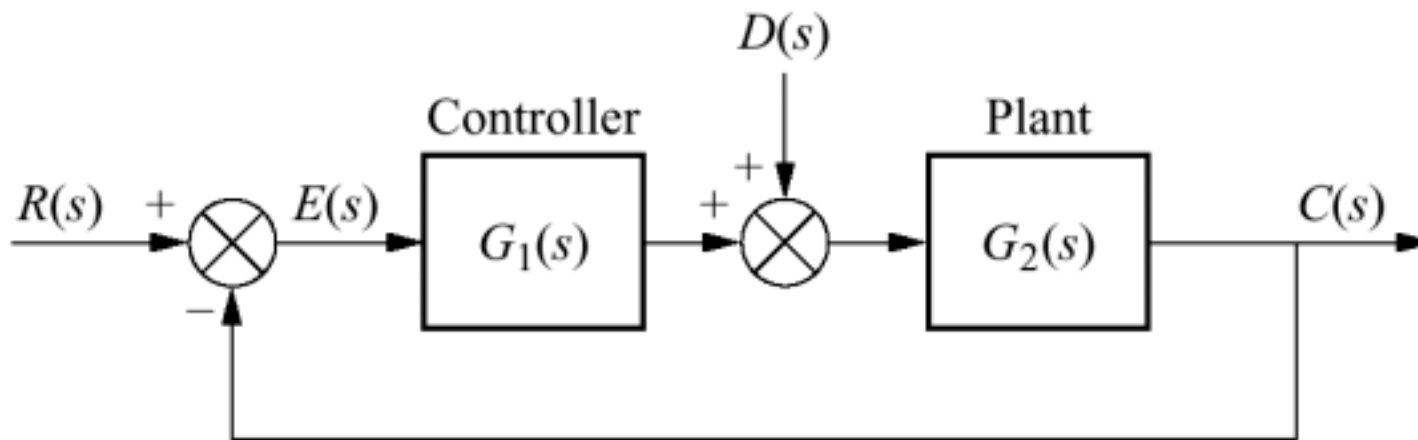 D(s)
Controller
Plant
R(s)
+
E(s)
G₁(s)
+
+
G₂(s)
C(s)
−